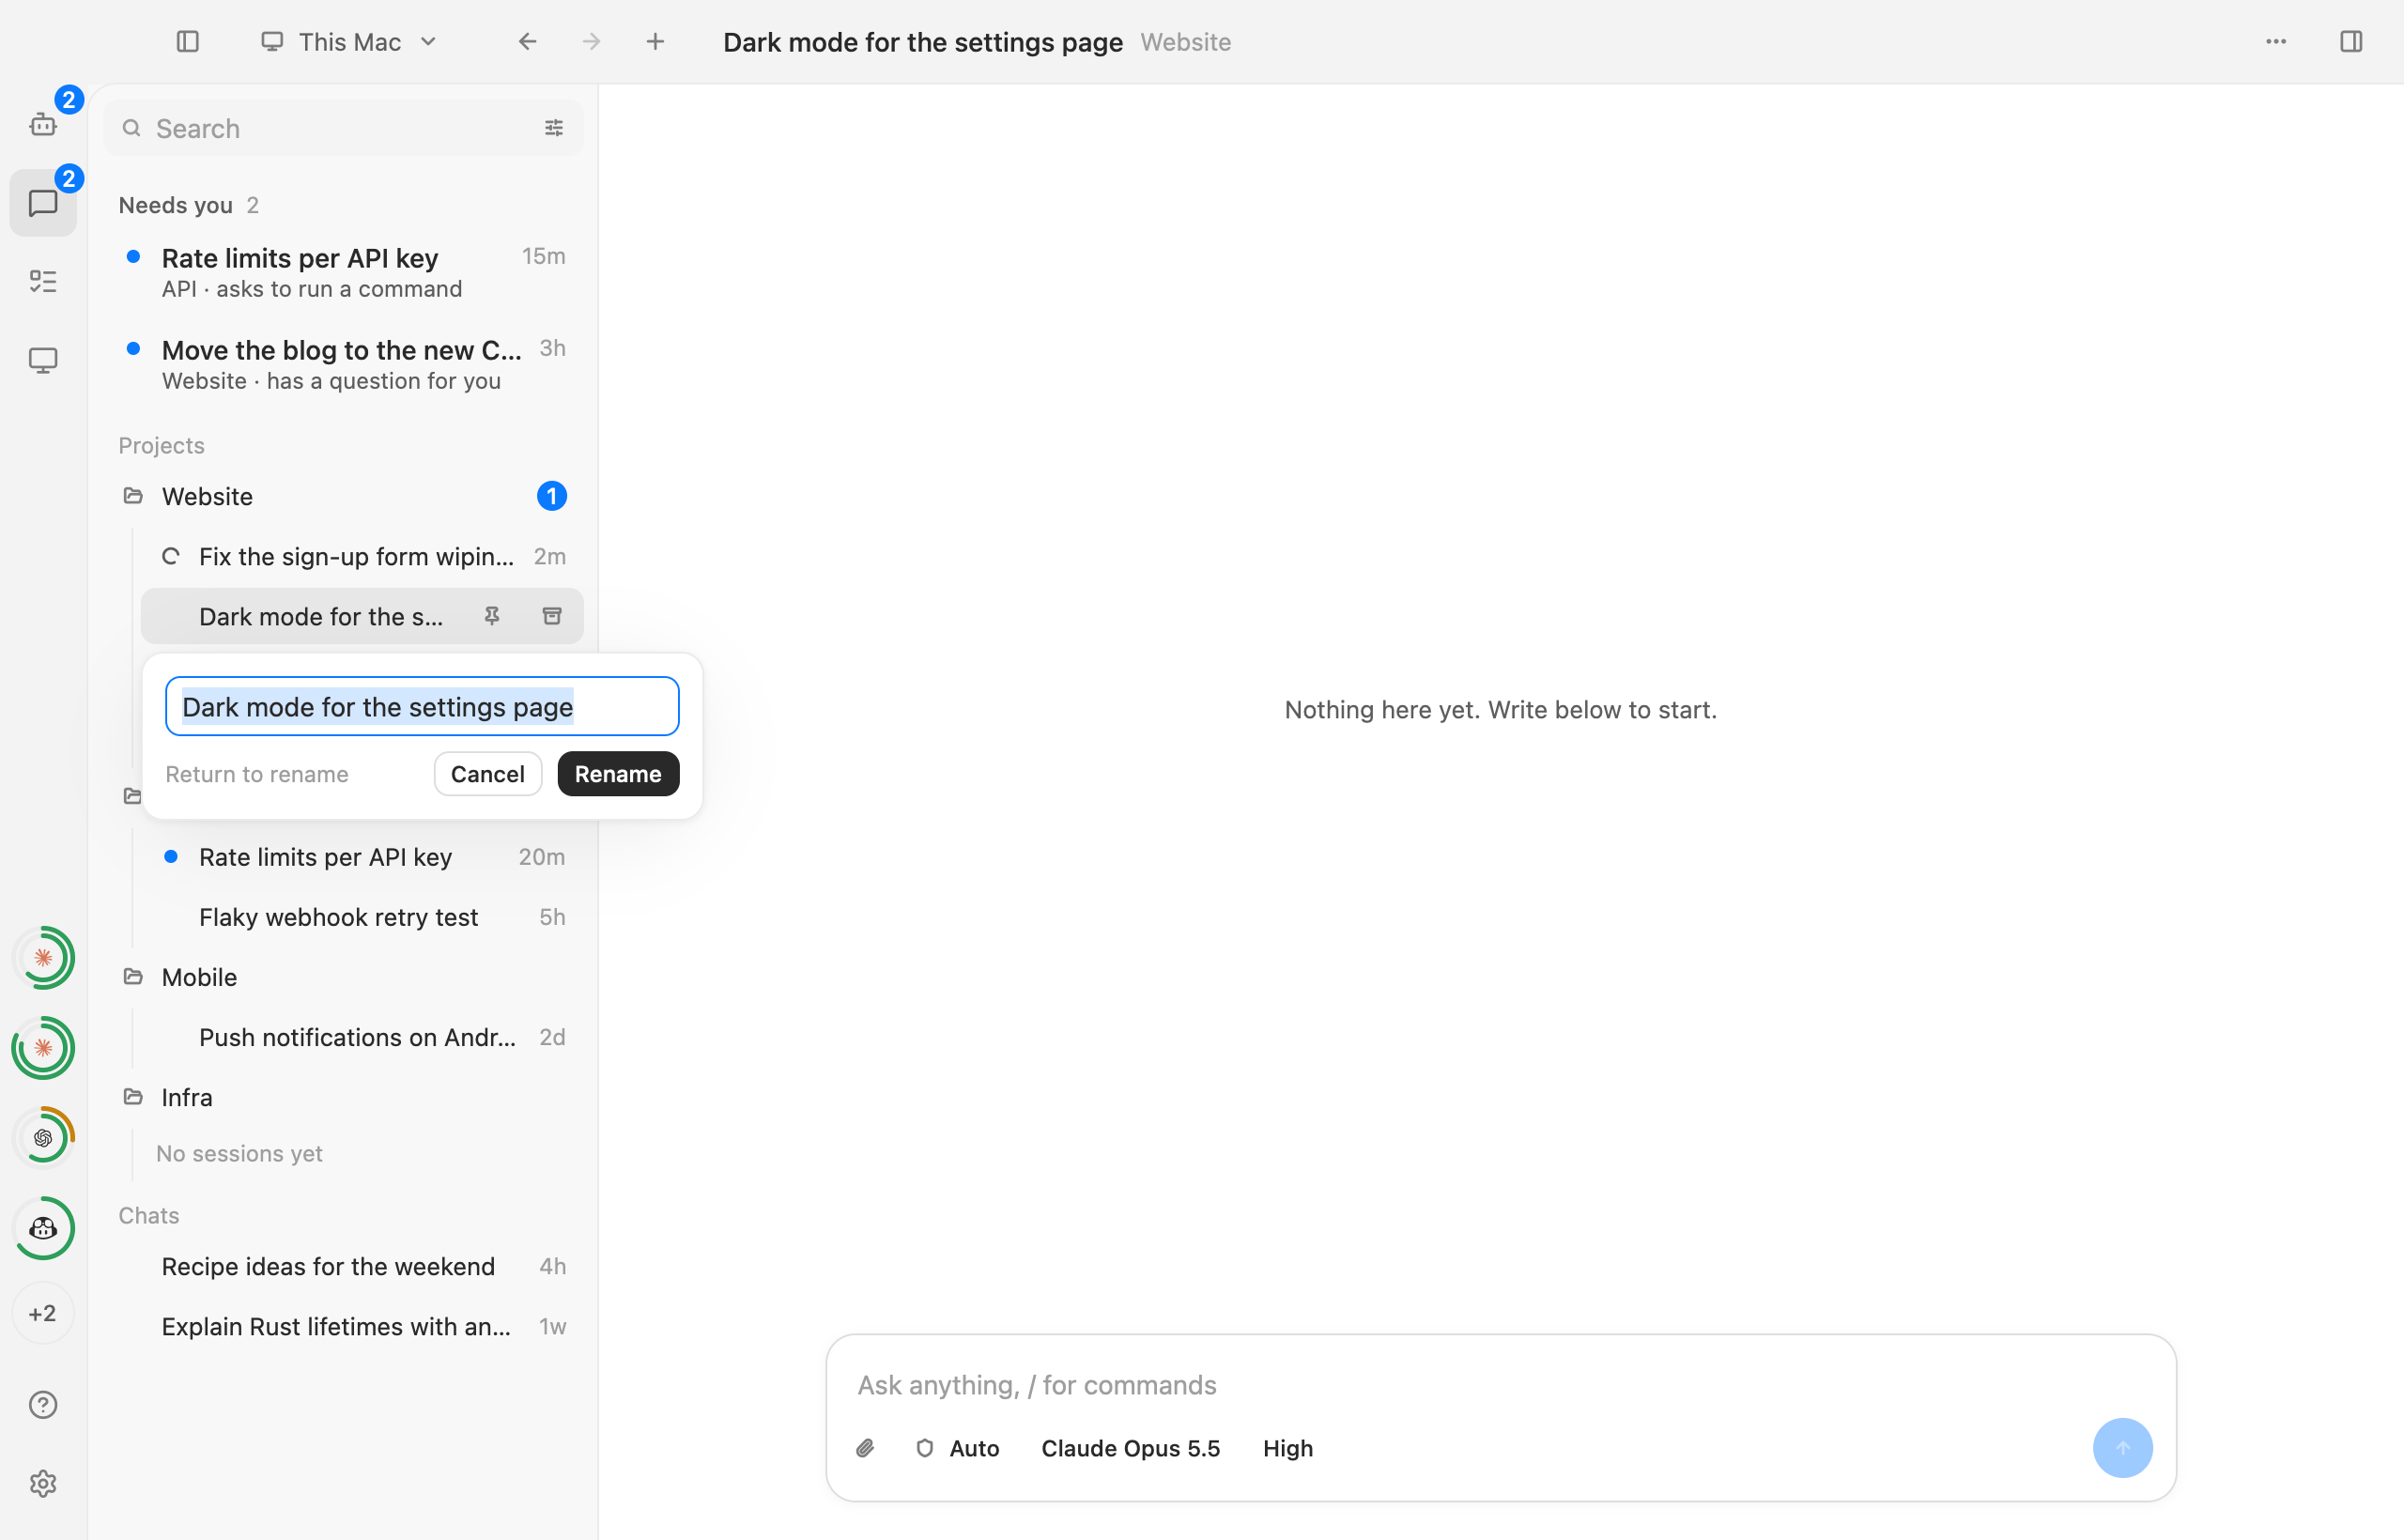 This Mac
Dark mode for the settings page Website
2
2
Search
Needs you 2
Rate limits per API key 15m
API · asks to run a command
Move the blog to the new C... 3h
Website · has a question for you
Projects
Website 1
Fix the sign-up form wipin... 2m
Dark mode for the s...
Dark mode for the settings page
Return to rename Cancel Rename
Rate limits per API key 20m
Flaky webhook retry test 5h
Mobile
Push notifications on Andr... 2d
Infra
No sessions yet
Chats
Recipe ideas for the weekend 4h
Explain Rust lifetimes with an... 1w
+2
Nothing here yet. Write below to start.
Ask anything, / for commands
Auto Claude Opus 5.5 High